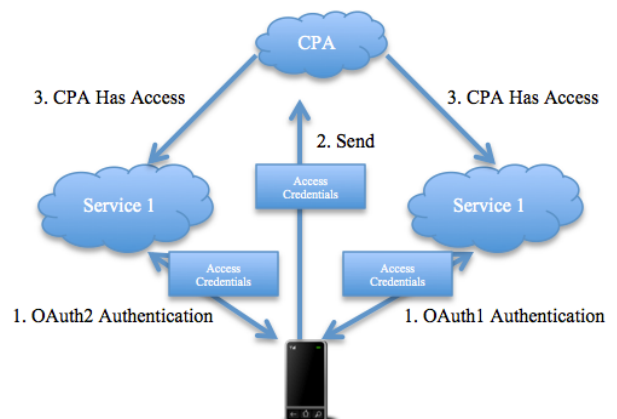 CPA
3. CPA Has Access
3. CPA Has Access
2. Send
Access
Credentials
Service 1
Service 1
Access
Credentials
Access
Credentials
1. OAuth2 Authentication
1. OAuth1 Authentication